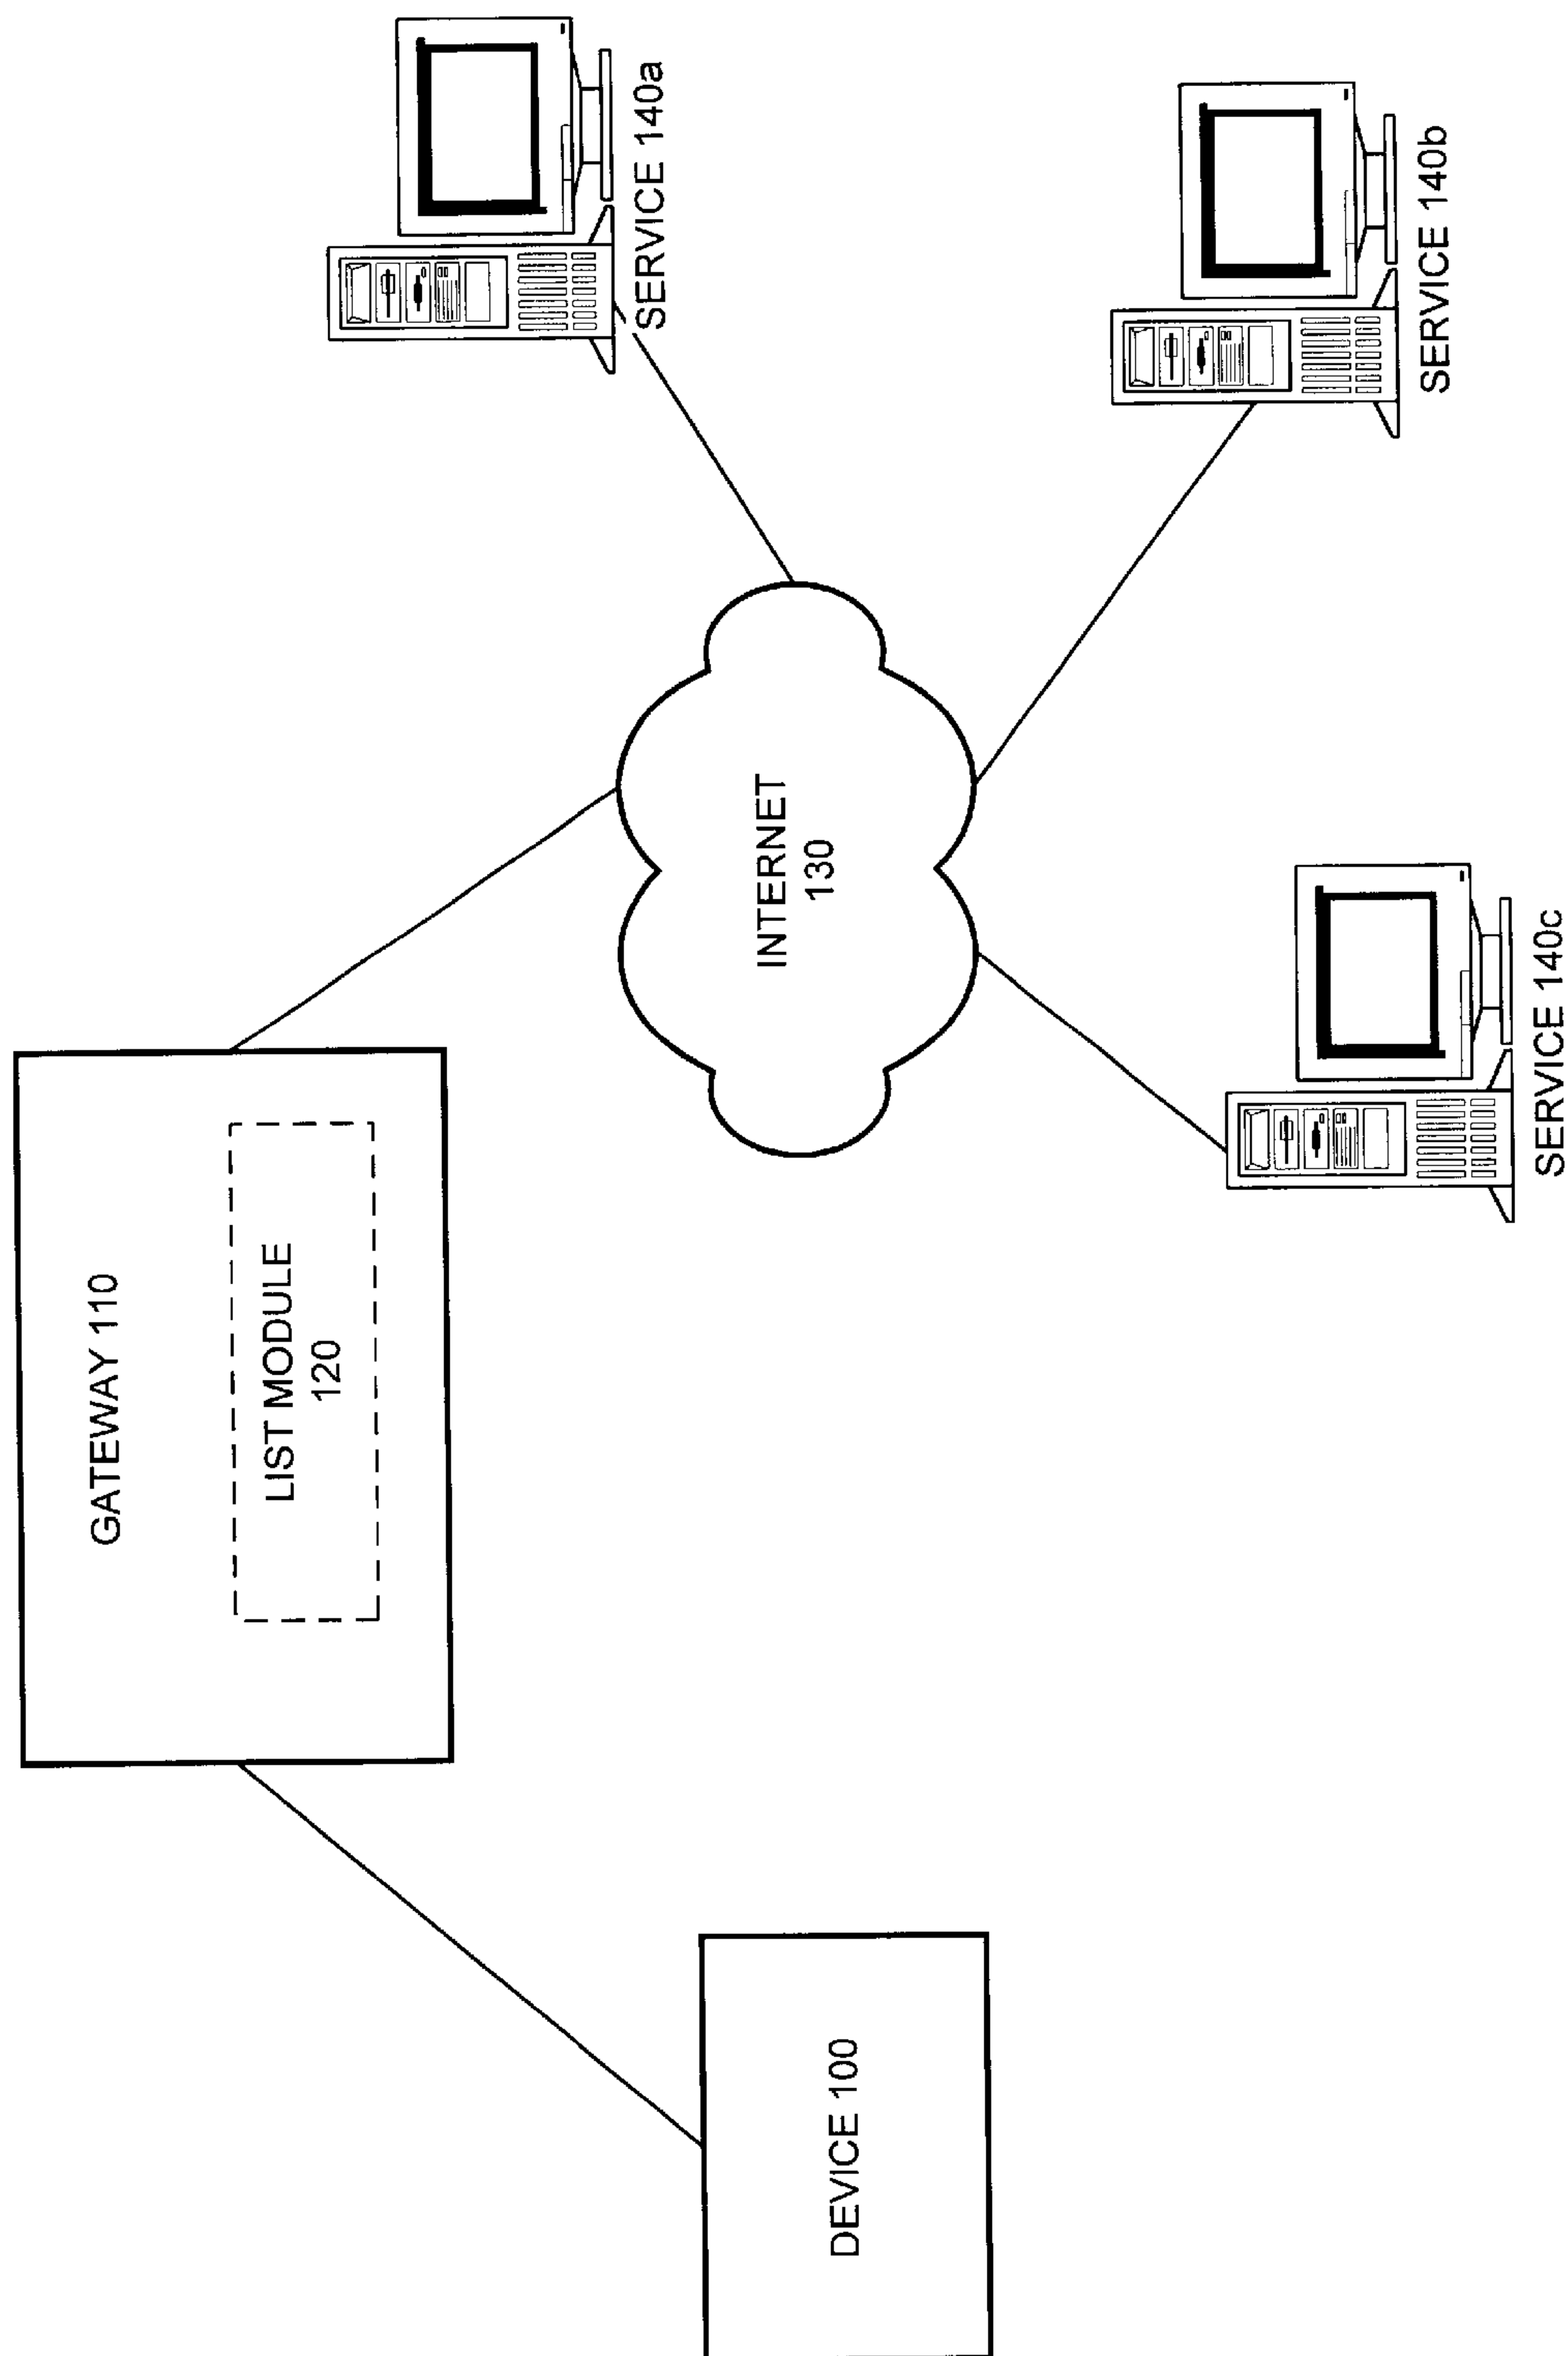 GATEWAY 110
LIST MODULE
120
DEVICE 100
INTERNET
130
SERVICE 140a
SERVICE 140b
SERVICE 140c